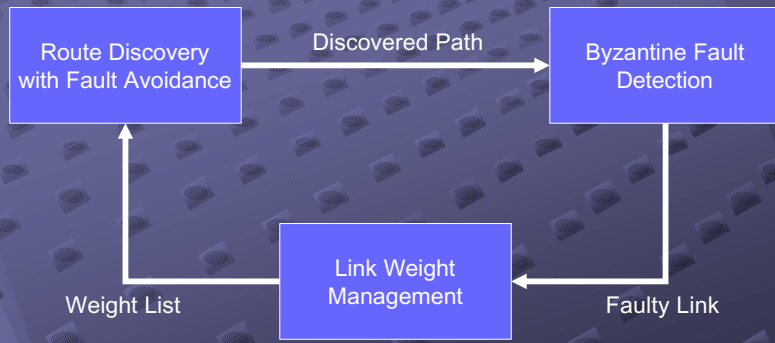 Route Discovery
with Fault Avoidance
Discovered Path
Byzantine Fault
Detection
Link Weight
Management
Weight List
Faulty Link